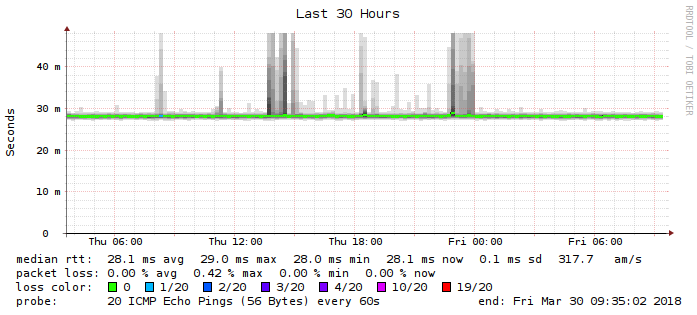 Last 30 Hours
RRDTOOL / TOBI OETIKER
Seconds
40 m
30 m
20 m
10 m
0
Thu 06:00 Thu 12:00 Thu 18:00 Fri 00:00 Fri 06:00
median rtt: 28.1 ms avg 29.0 ms max 28.0 ms min 28.1 ms now 0.1 ms sd 317.7 am/s
packet loss: 0.00 % avg 0.42 % max 0.00 % min 0.00 % now
loss color: 0 1/20 2/20 3/20 4/20 10/20 19/20
probe: 20 ICMP Echo Pings (56 Bytes) every 60s end: Fri Mar 30 09:35:02 2018